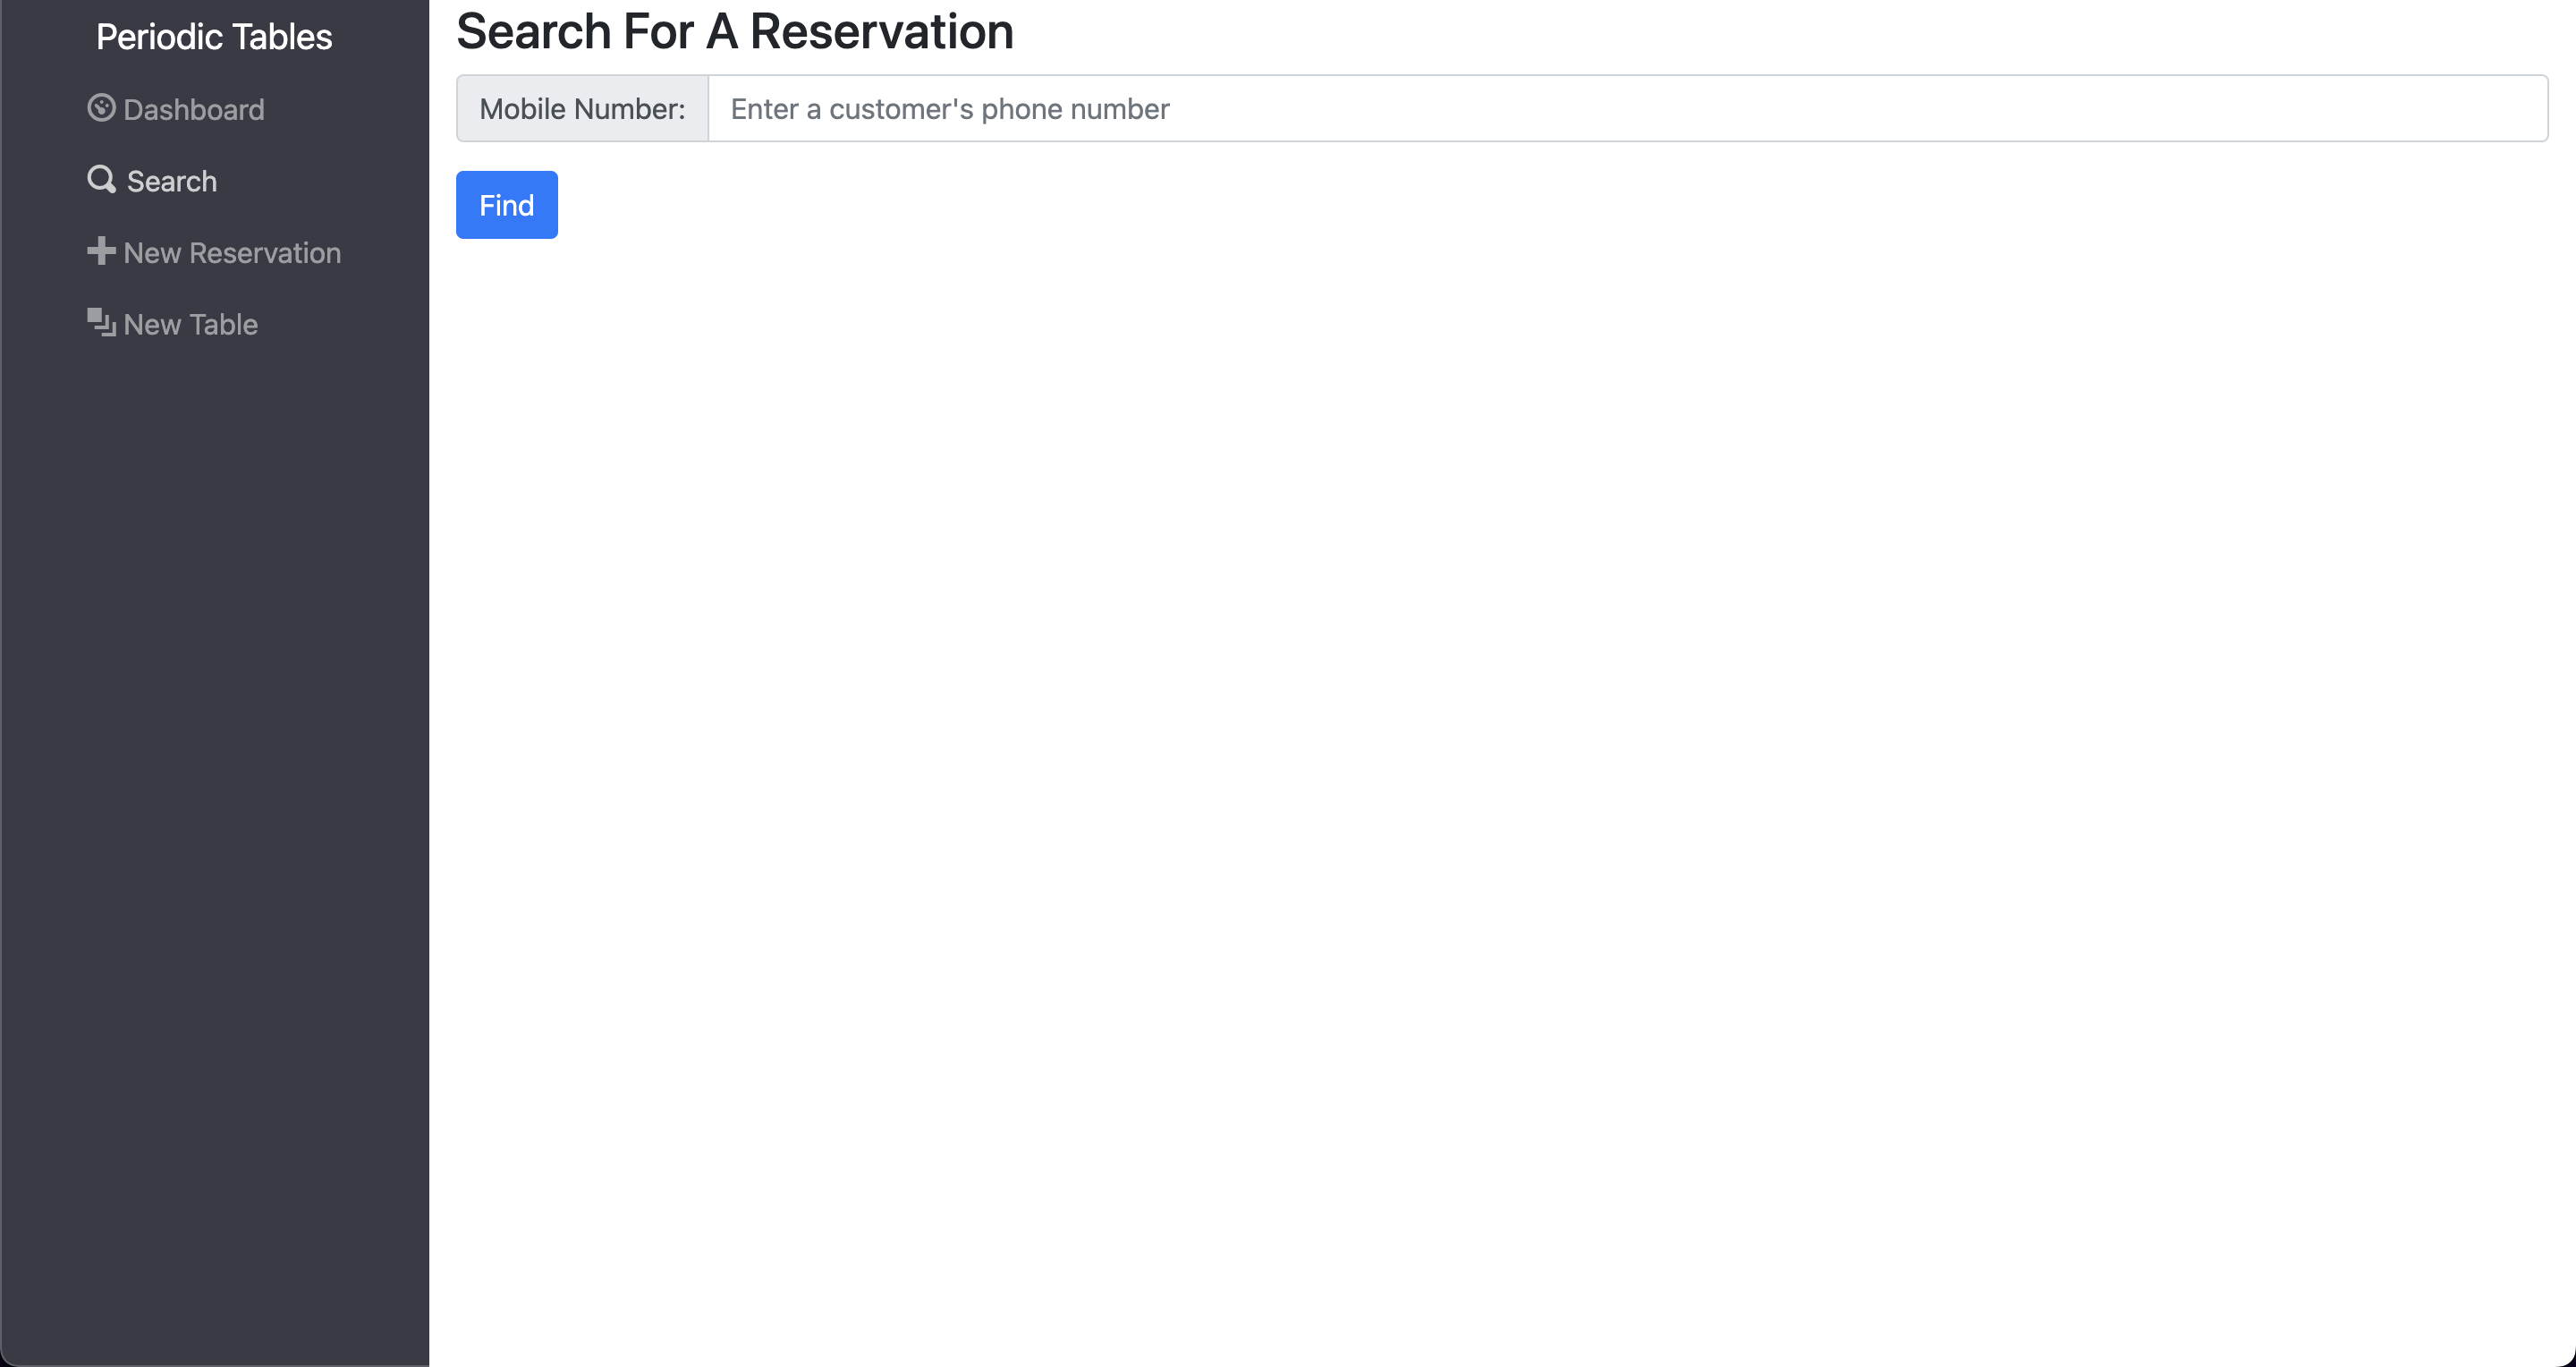 Periodic Tables
Dashboard
Search
New Reservation
New Table
Search For A Reservation
Mobile Number: Enter a customer's phone number
Find